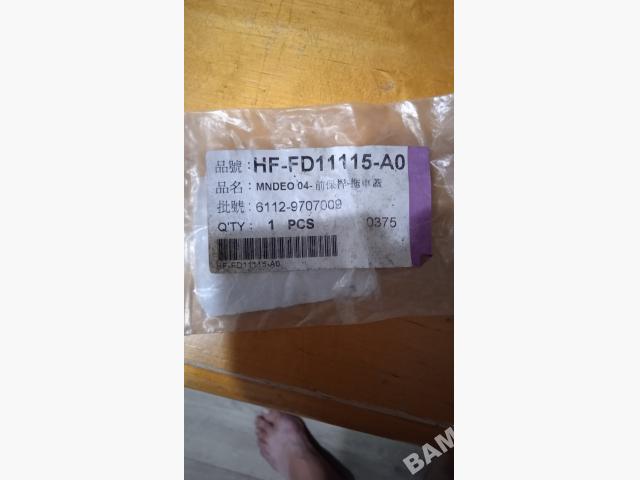 品號：HF-FD11115-A0
品名：MNDEO 04-前保桿-拖車蓋
批號：6112-9707009
Q'TY： 1 PCS 0375
HF-FD11115-A0
BAM